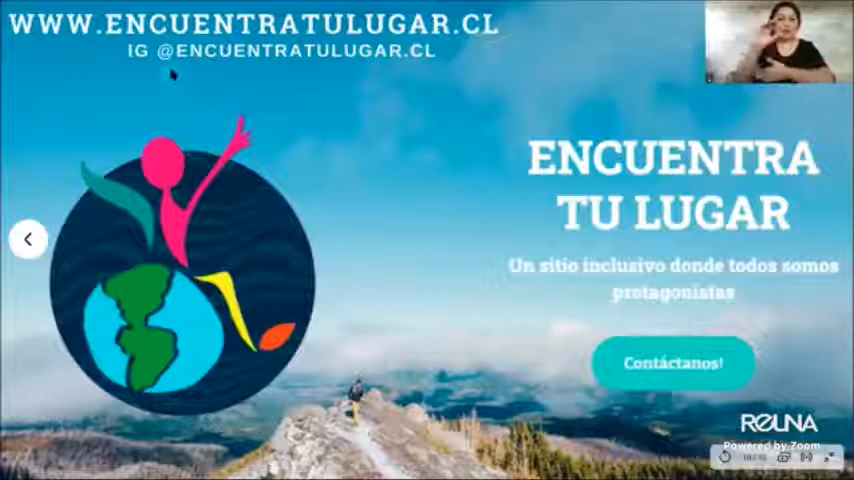 WWW.ENCUENTRATULUGAR.CL
IG @ENCUENTRATULUGAR.CL
ENCUENTRA
TU LUGAR
Un sitio inclusivo donde todos somos
protagonistas
Contáctanos!
REUNA
Powered by Zoom